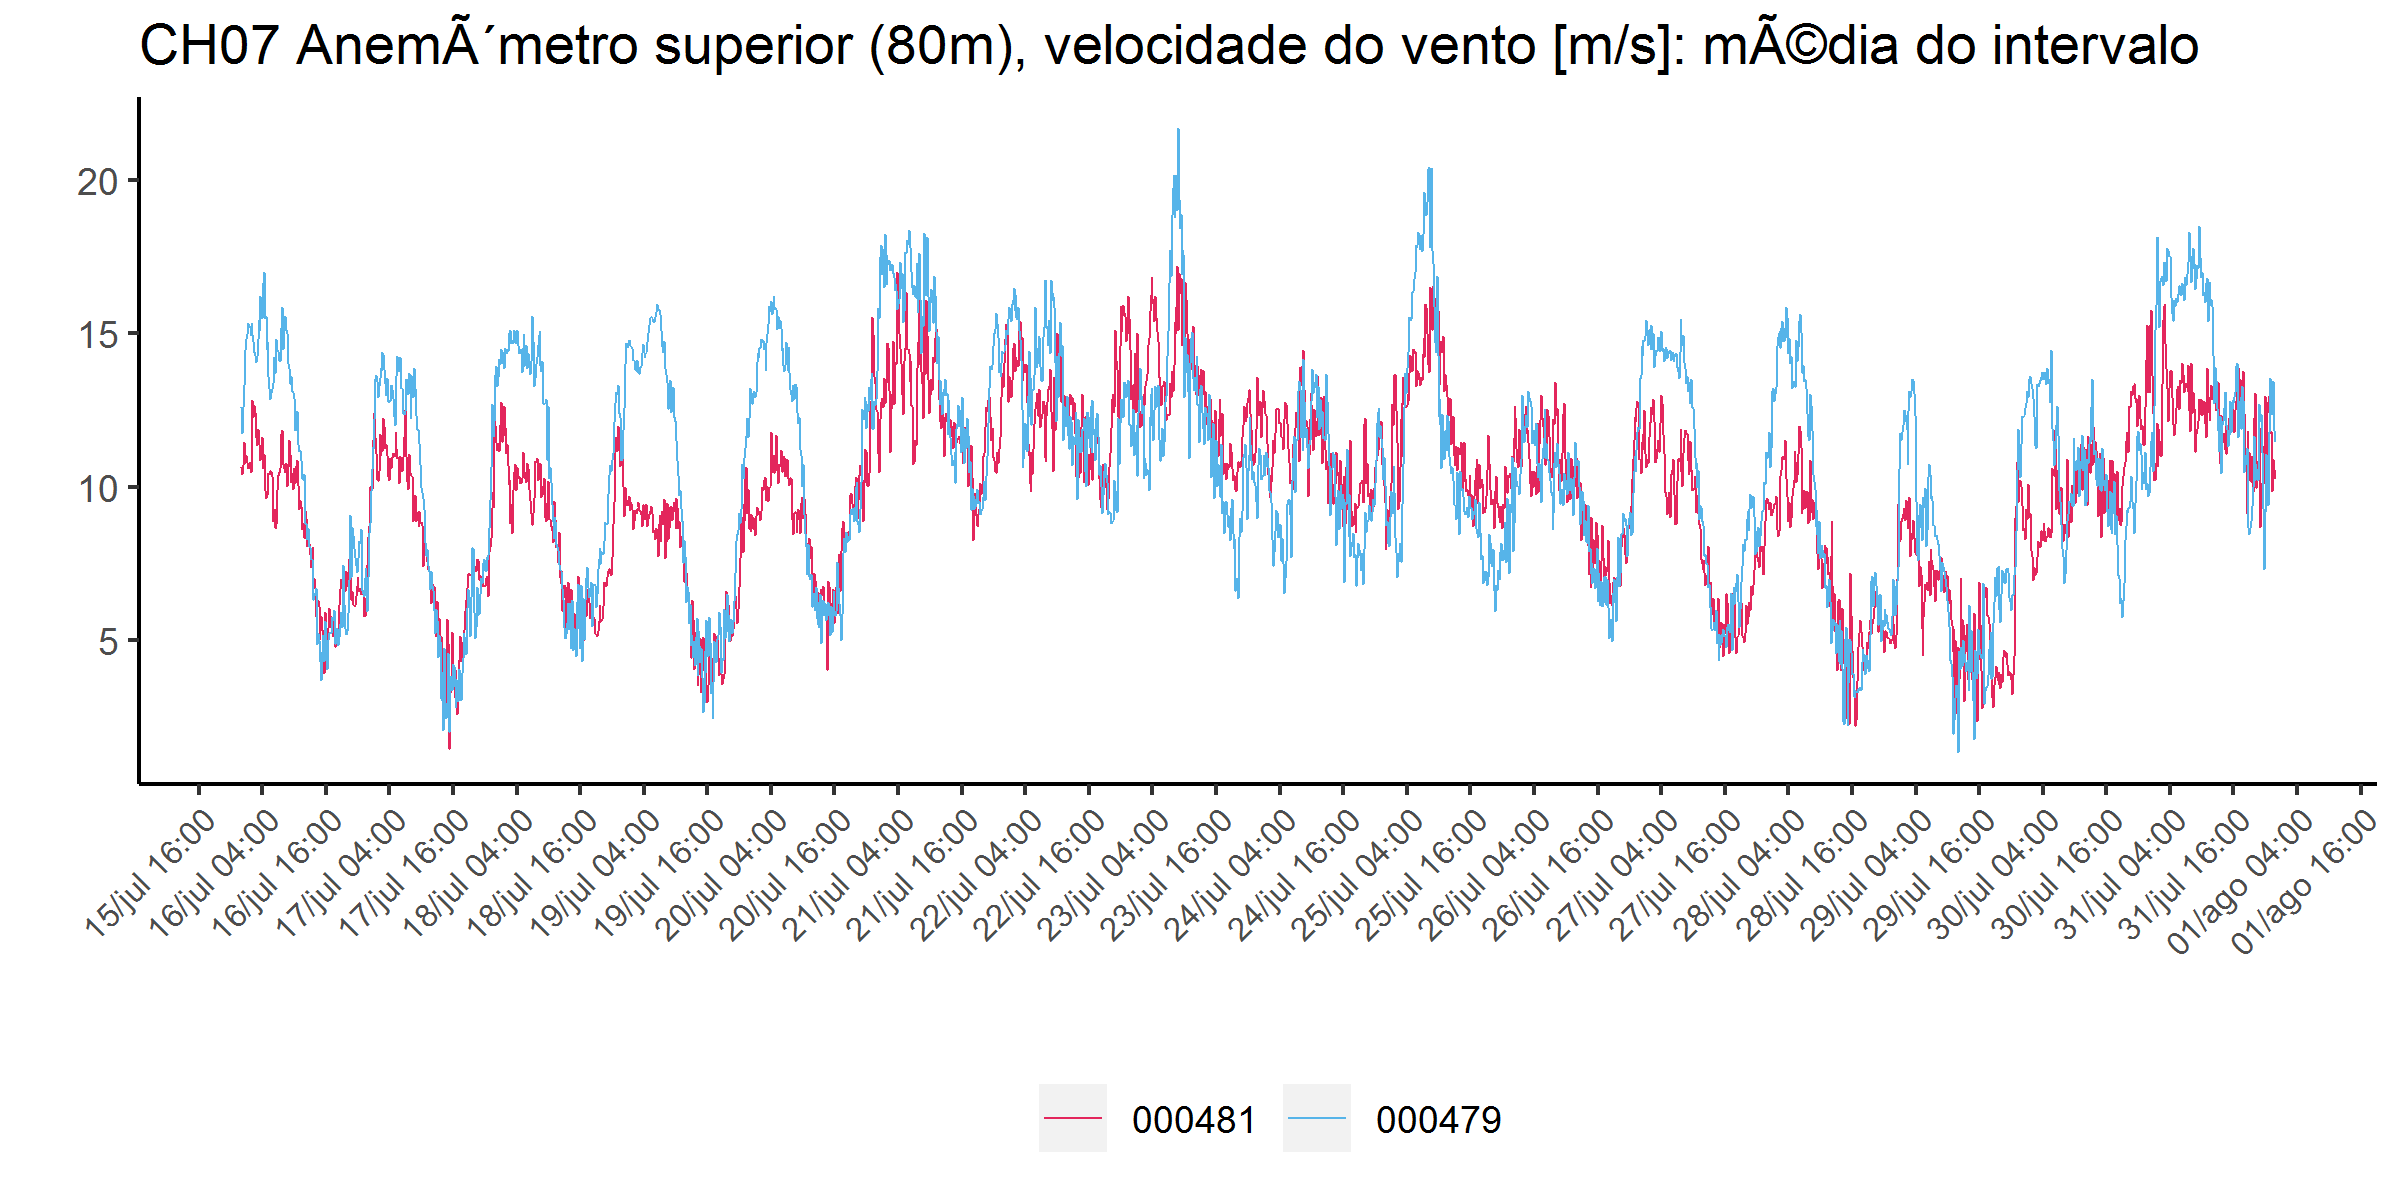 CH07 AnemÃ´metro superior (80m), velocidade do vento [m/s]: mÃ©dia do intervalo
20
15
10
5
15/jul 16:00
16/jul 04:00
16/jul 16:00
17/jul 04:00
17/jul 16:00
18/jul 04:00
18/jul 16:00
19/jul 04:00
19/jul 16:00
20/jul 04:00
20/jul 16:00
21/jul 04:00
21/jul 16:00
22/jul 04:00
22/jul 16:00
23/jul 04:00
23/jul 16:00
24/jul 04:00
24/jul 16:00
25/jul 04:00
25/jul 16:00
26/jul 04:00
26/jul 16:00
27/jul 04:00
27/jul 16:00
28/jul 04:00
28/jul 16:00
29/jul 04:00
29/jul 16:00
30/jul 04:00
30/jul 16:00
31/jul 04:00
31/jul 16:00
01/ago 04:00
01/ago 16:00
000481
000479